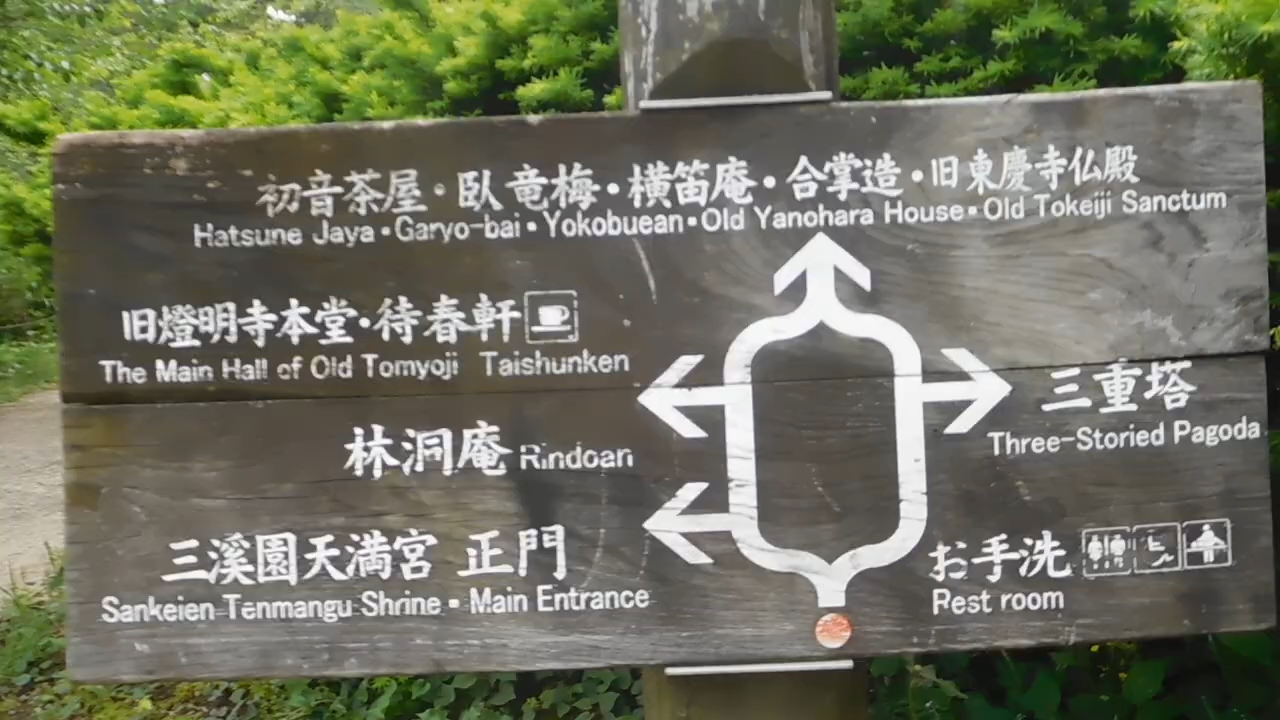 初音茶屋・臥竜梅・横笛庵・合掌造・旧東慶寺仏殿
Hatsune Jaya・Garyo-bai・Yokobuean・Old Yanohara House・Old Tokeiji Sanctum
旧燈明寺本堂・待春軒
The Main Hall of Old Tomyoji Taishunken
三重塔
Three-Storied Pagoda
林洞庵 Rindoan
三溪園天満宮 正門
Sankeien Tenmangu Shrine・Main Entrance
お手洗
Rest room